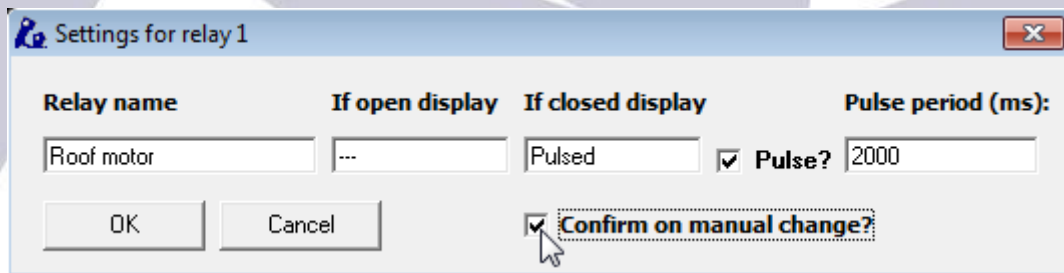 Settings for relay 1
Relay name If open display If closed display Pulse period (ms):
Roof motor --- Pulsed Pulse? 2000
OK Cancel Confirm on manual change?